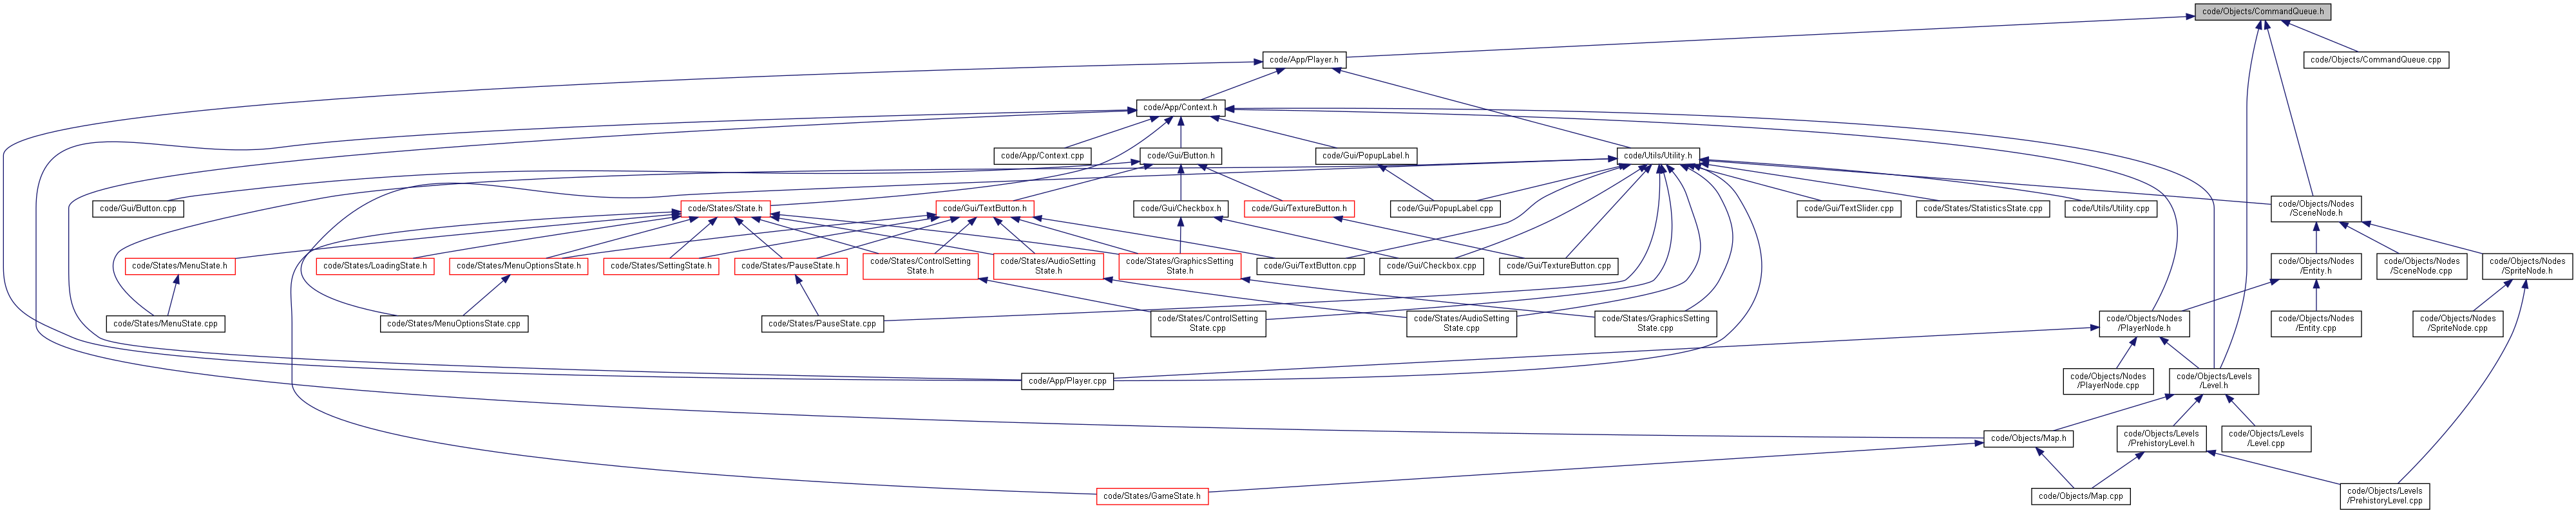 code/Objects/CommandQueue.h
code/App/Player.h
code/Objects/CommandQueue.cpp
code/App/Context.h
code/App/Context.cpp
code/Gui/Button.h
code/Gui/PopupLabel.h
code/Utils/Utility.h
code/Gui/Button.cpp
code/States/State.h
code/Gui/TextButton.h
code/Gui/Checkbox.h
code/Gui/TextureButton.h
code/Gui/PopupLabel.cpp
code/Gui/TextSlider.cpp
code/States/StatisticsState.cpp
code/Utils/Utility.cpp
code/Objects/Nodes
/SceneNode.h
code/States/MenuState.h
code/States/LoadingState.h
code/States/MenuOptionsState.h
code/States/SettingState.h
code/States/PauseState.h
code/States/ControlSetting
State.h
code/States/AudioSetting
State.h
code/States/GraphicsSetting
State.h
code/Gui/TextButton.cpp
code/Gui/Checkbox.cpp
code/Gui/TextureButton.cpp
code/Objects/Nodes
/Entity.h
code/Objects/Nodes
/SceneNode.cpp
code/Objects/Nodes
/SpriteNode.h
code/States/MenuState.cpp
code/States/MenuOptionsState.cpp
code/States/PauseState.cpp
code/States/ControlSetting
State.cpp
code/States/AudioSetting
State.cpp
code/States/GraphicsSetting
State.cpp
code/Objects/Nodes
/PlayerNode.h
code/Objects/Nodes
/Entity.cpp
code/Objects/Nodes
/SpriteNode.cpp
code/App/Player.cpp
code/Objects/Nodes
/PlayerNode.cpp
code/Objects/Levels
/Level.h
code/Objects/Map.h
code/Objects/Levels
/PrehistoryLevel.h
code/Objects/Levels
/Level.cpp
code/States/GameState.h
code/Objects/Map.cpp
code/Objects/Levels
/PrehistoryLevel.cpp